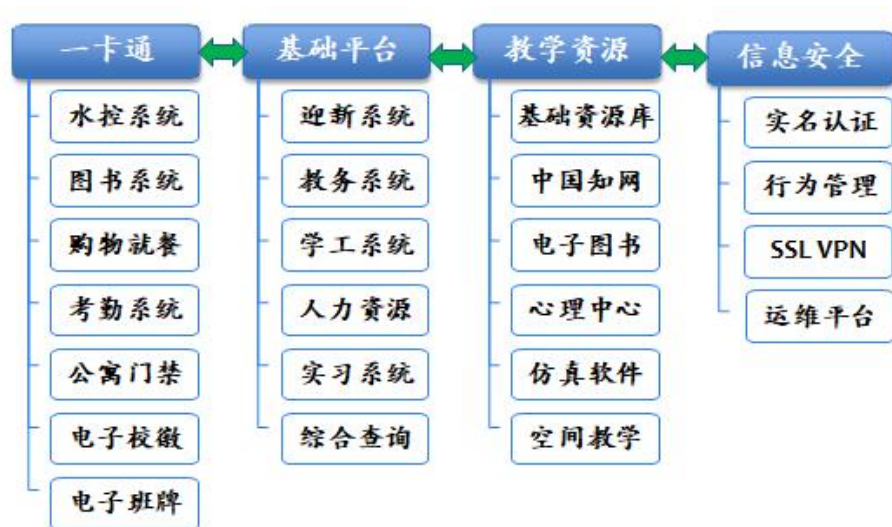 一卡通
水控系统
图书系统
购物就餐
考勤系统
公寓门禁
电子校徽
电子班牌
基础平台
迎新系统
教务系统
学工系统
人力资源
实习系统
综合查询
教学资源
基础资源库
中国知网
电子图书
心理中心
仿真软件
空间教学
信息安全
实名认证
行为管理
SSL VPN
运维平台